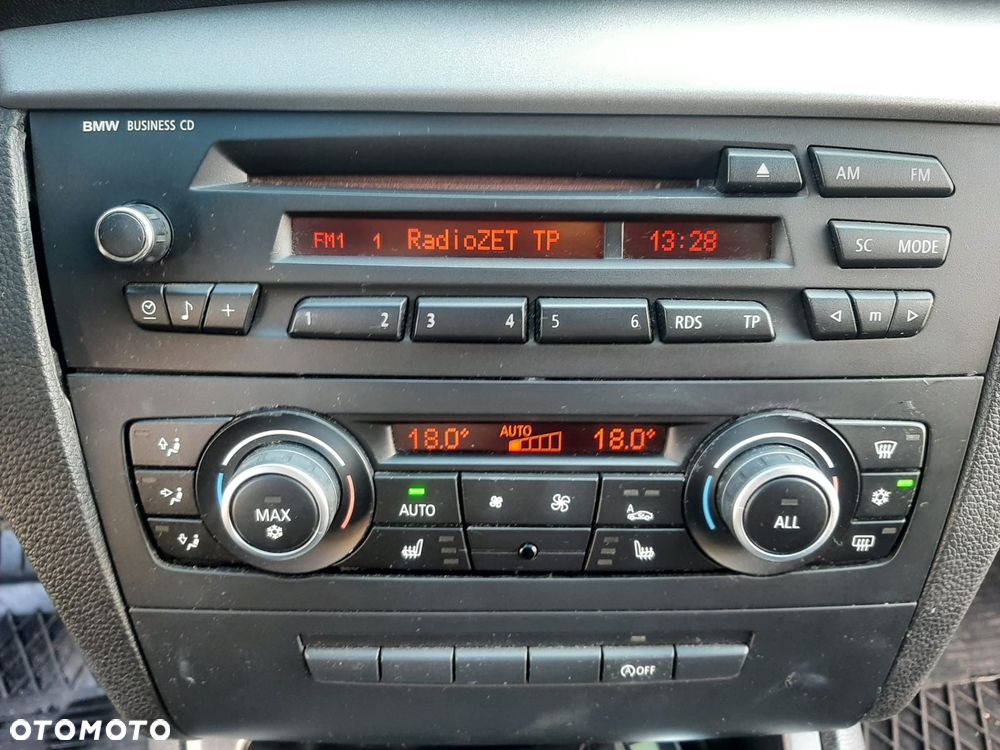 BMW BUSINESS CD
AM FM
FM1 1 RadioZET TP 13:28
SC MODE
1 2 3 4 5 6 RDS TP
m
18.0° AUTO 18.0°
MAX
AUTO
A
ALL
A OFF
OTOMOTO